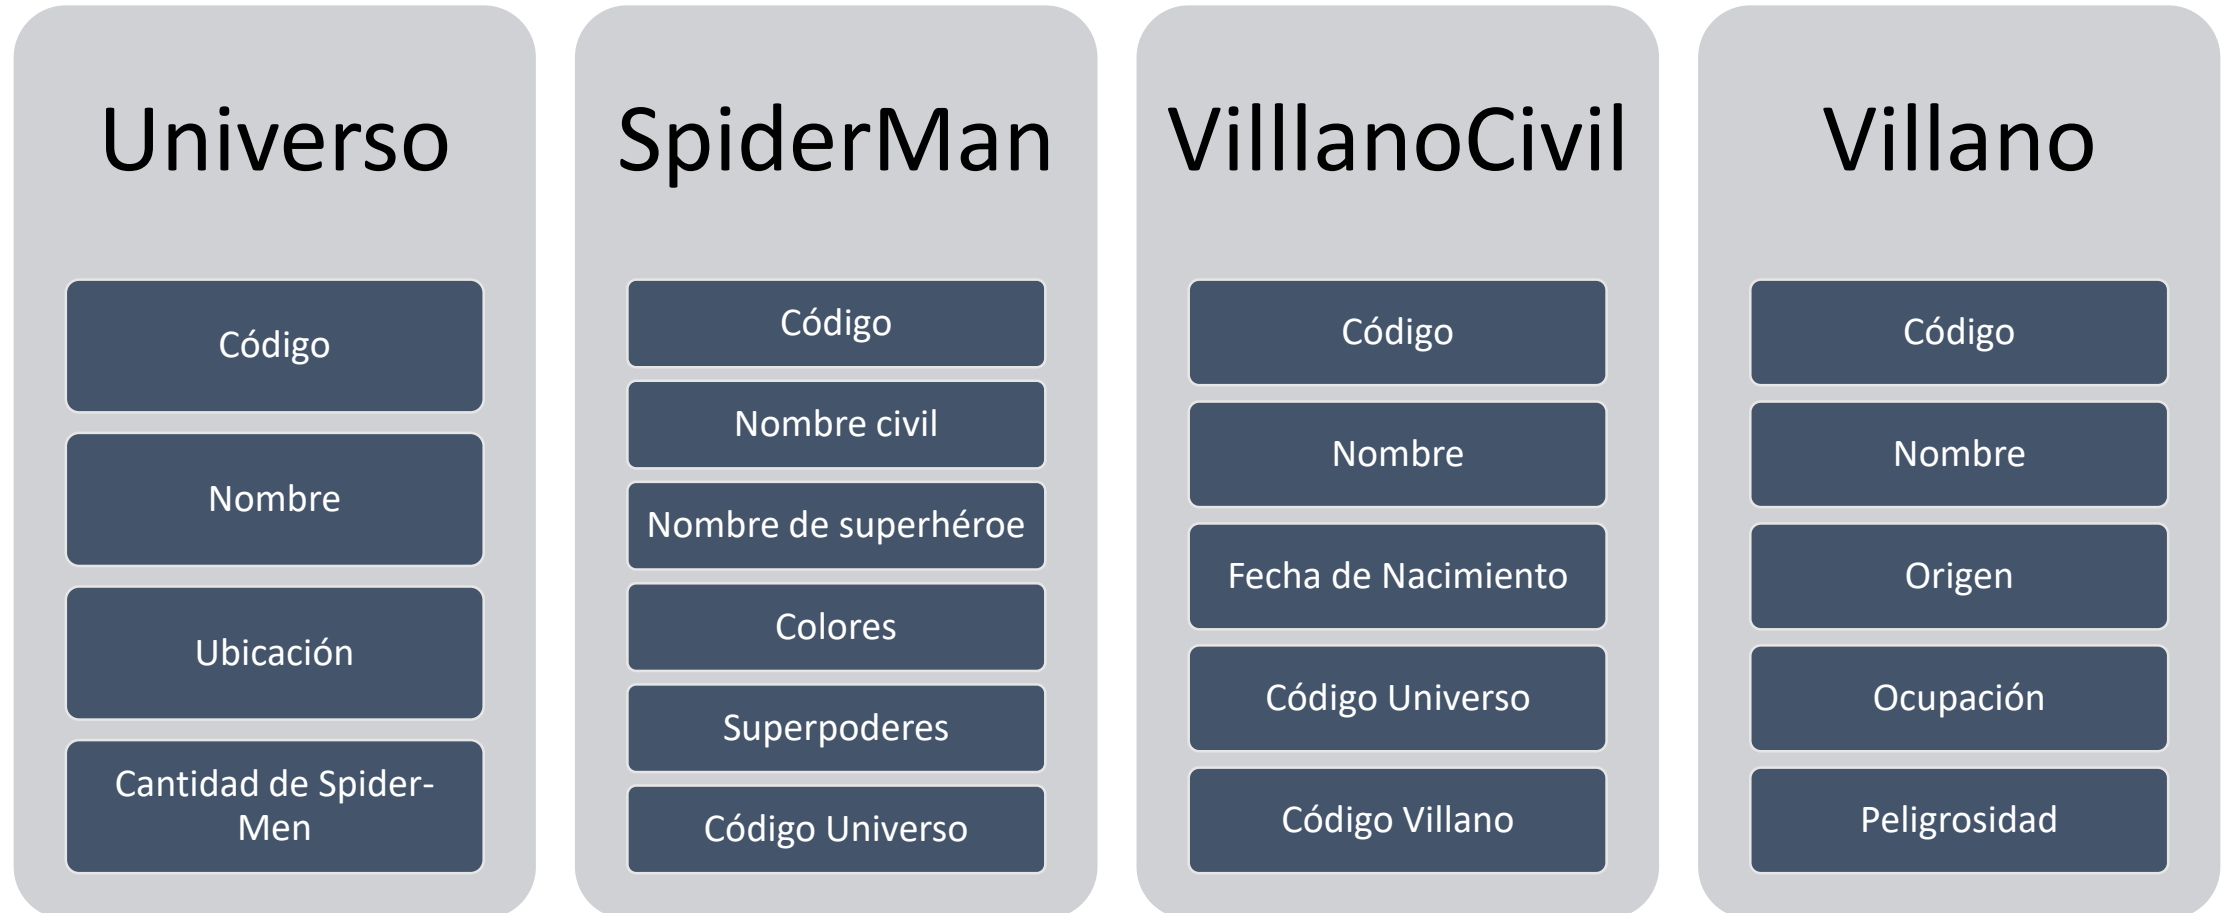 Universo
Código
Nombre
Ubicación
Cantidad de Spider-
Men
SpiderMan
Código
Nombre civil
Nombre de superhéroe
Colores
Superpoderes
Código Universo
VilllanoCivil
Código
Nombre
Fecha de Nacimiento
Código Universo
Código Villano
Villano
Código
Nombre
Origen
Ocupación
Peligrosidad